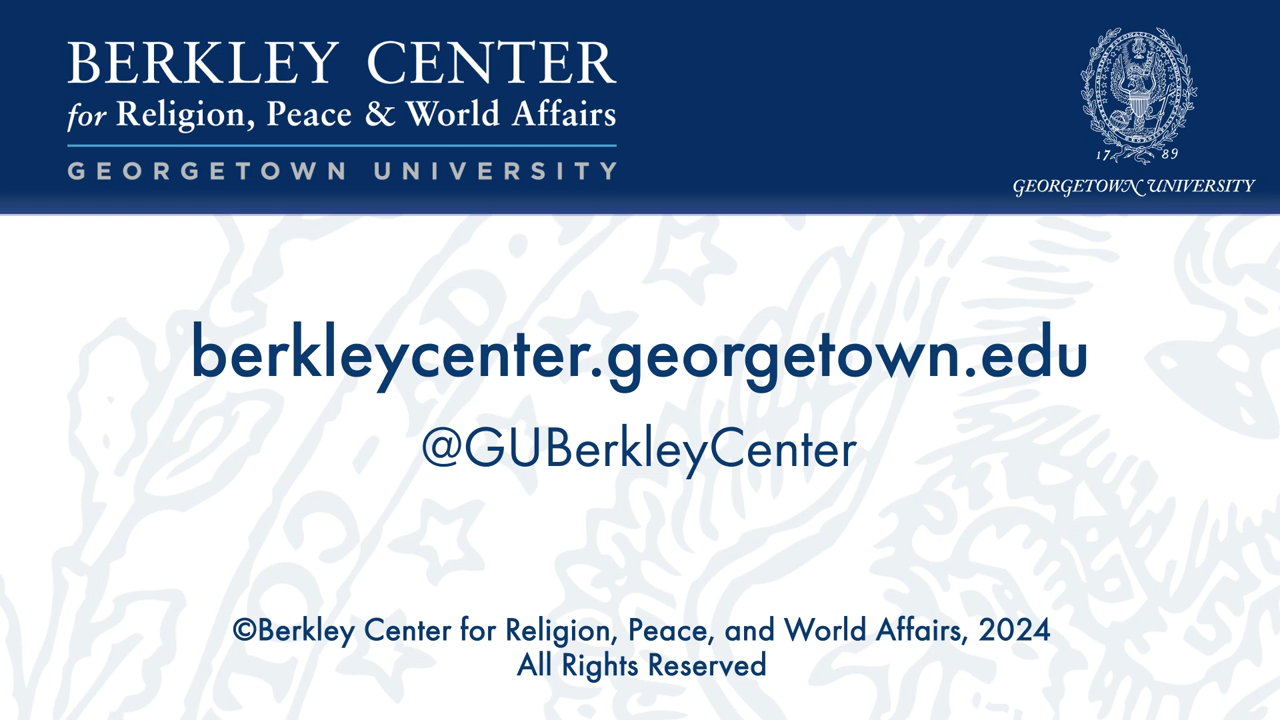 BERKLEY CENTER
for Religion, Peace & World Affairs
GEORGETOWN UNIVERSITY
17 89
GEORGETOWN UNIVERSITY
berkleycenter.georgetown.edu
@GUBerkleyCenter
©Berkley Center for Religion, Peace, and World Affairs, 2024
All Rights Reserved